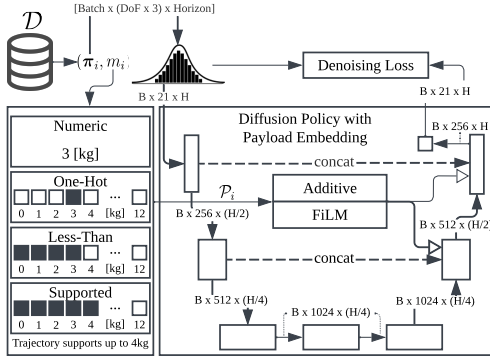 [Batch x (DoF x 3) x Horizon]
𝒟
(π_i, m_i)
Denoising Loss
B x 21 x H
B x 21 x H
Numeric
3 [kg]
One-Hot
0 1 2 3 4 [kg] 12
...
Less-Than
0 1 2 3 4 [kg] 12
...
Supported
0 1 2 3 4 [kg] 12
...
Trajectory supports up to 4kg
Diffusion Policy with
Payload Embedding
B x 256 x H
concat
𝒫_i
Additive
FiLM
B x 256 x (H/2)
B x 512 x (H/2)
concat
B x 512 x (H/4)
B x 1024 x (H/4)
B x 1024 x (H/4)